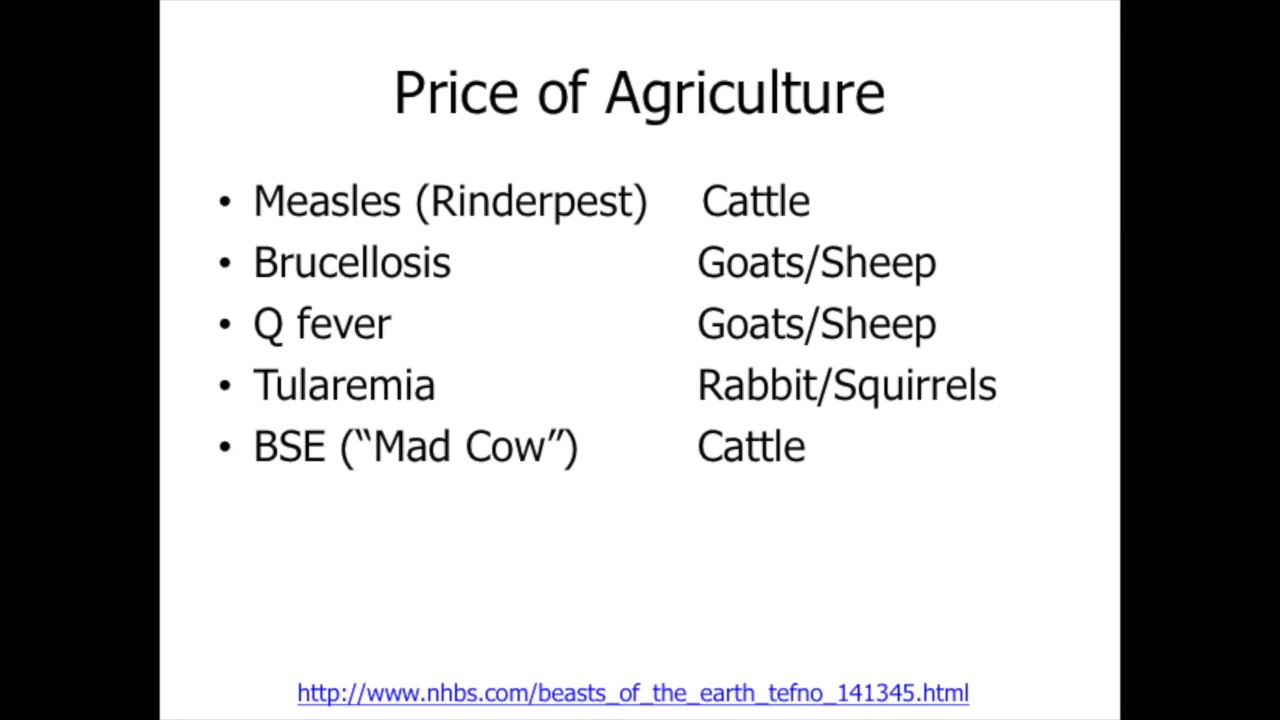 Price of Agriculture
• Measles (Rinderpest) Cattle
• Brucellosis Goats/Sheep
• Q fever Goats/Sheep
• Tularemia Rabbit/Squirrels
• BSE (“Mad Cow”) Cattle
http://www.nhbs.com/beasts_of_the_earth_tefno_141345.html